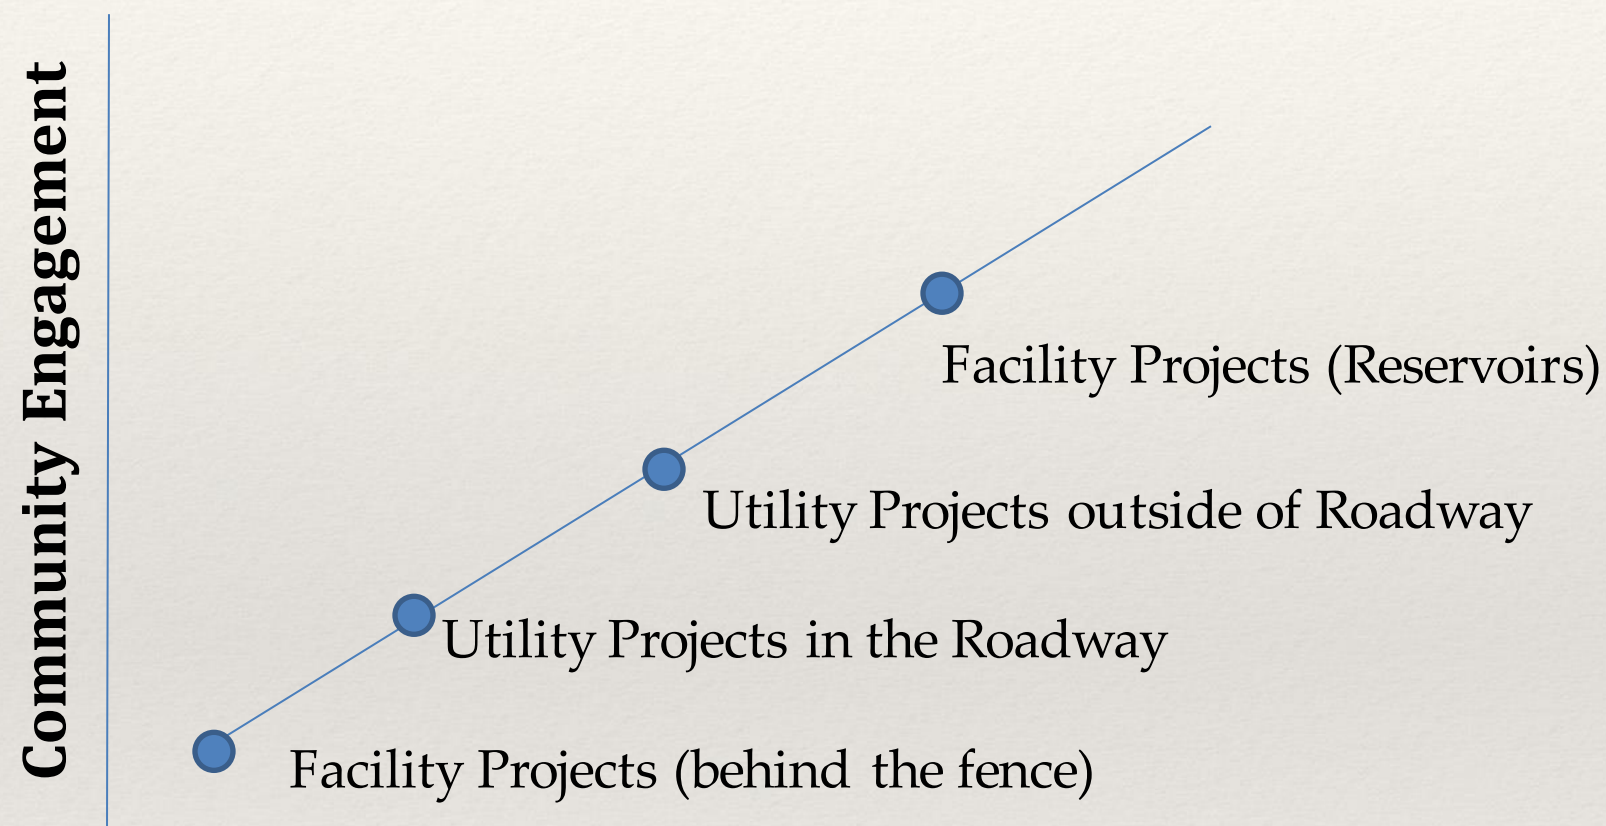 Community Engagement
Facility Projects (Reservoirs)
Utility Projects outside of Roadway
Utility Projects in the Roadway
Facility Projects (behind the fence)